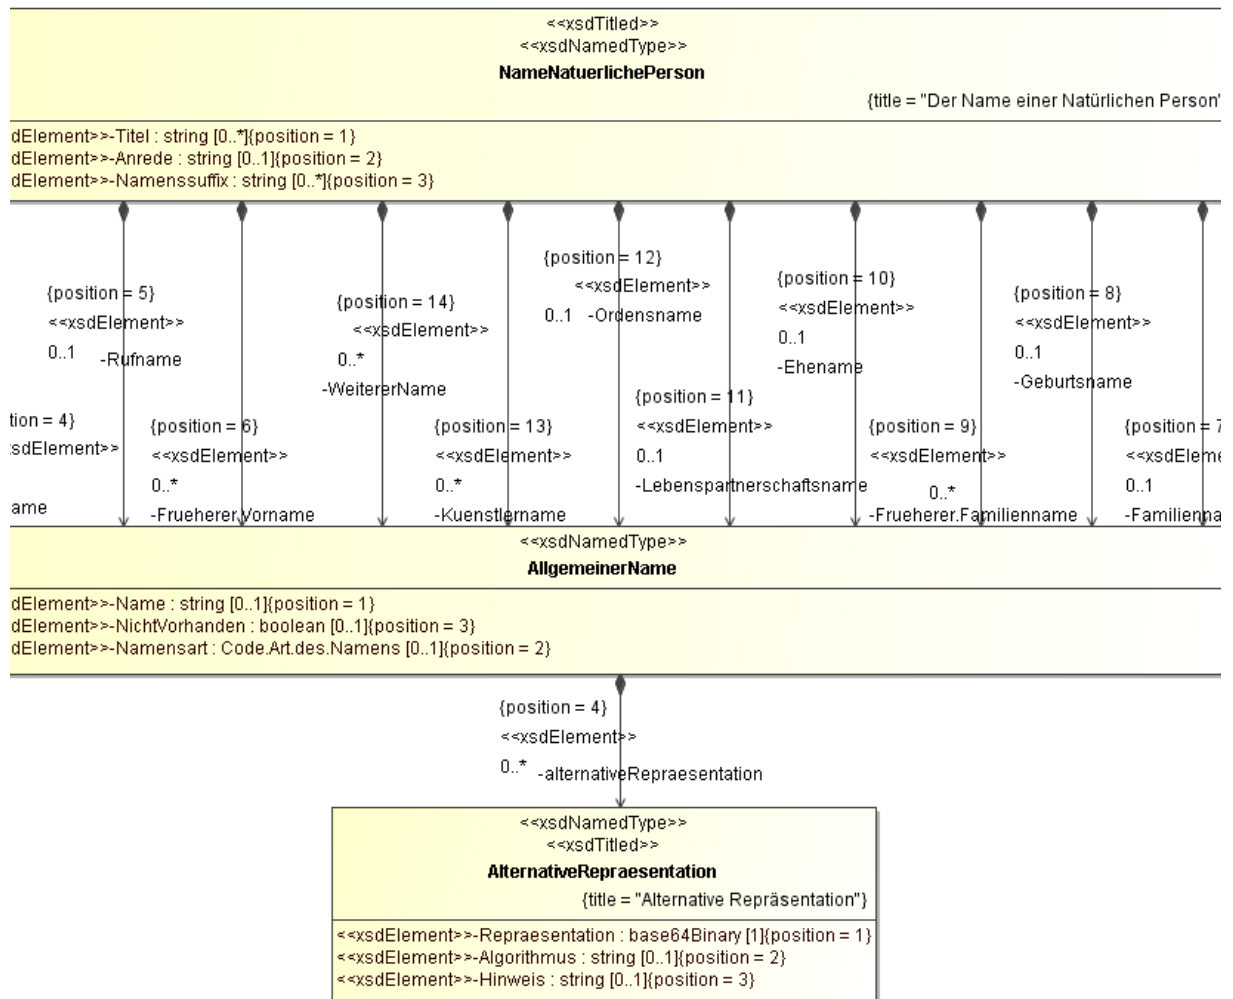 <<xsdTitled>>
<<xsdNamedType>>
NameNatuerlichePerson
{title = "Der Name einer Natürlichen Person"
dElement>>-Titel : string [0..*]{position = 1}
dElement>>-Anrede : string [0..1]{position = 2}
dElement>>-Namenssuffix : string [0..*]{position = 3}
{position = 5}
<<xsdElement>>
0..1 -Rufname
{position = 14}
<<xsdElement>>
0..*
-WeitererName
{position = 12}
<<xsdElement>>
0..1 -Ordensname
{position = 10}
<<xsdElement>>
0..1
-Ehename
{position = 8}
<<xsdElement>>
0..1
-Geburtsname
tion = 4}
sdElement>>
ame
{position = 6}
<<xsdElement>>
0..*
-Frueherer.Vorname
{position = 13}
<<xsdElement>>
0..*
-Kuenstlername
{position = 11}
<<xsdElement>>
0..1
-Lebenspartnerschaftsname
{position = 9}
<<xsdElement>>
0..*
-Frueherer.Familienname
{position = 7
<<xsdEleme
0..1
-Familienna
<<xsdNamedType>>
AllgemeinerName
dElement>>-Name : string [0..1]{position = 1}
dElement>>-NichtVorhanden : boolean [0..1]{position = 3}
dElement>>-Namensart : Code.Art.des.Namens [0..1]{position = 2}
{position = 4}
<<xsdElement>>
0..* -alternativeRepraesentation
<<xsdNamedType>>
<<xsdTitled>>
AlternativeRepraesentation
{title = "Alternative Repräsentation"}
<<xsdElement>>-Repraesentation : base64Binary [1]{position = 1}
<<xsdElement>>-Algorithmus : string [0..1]{position = 2}
<<xsdElement>>-Hinweis : string [0..1]{position = 3}